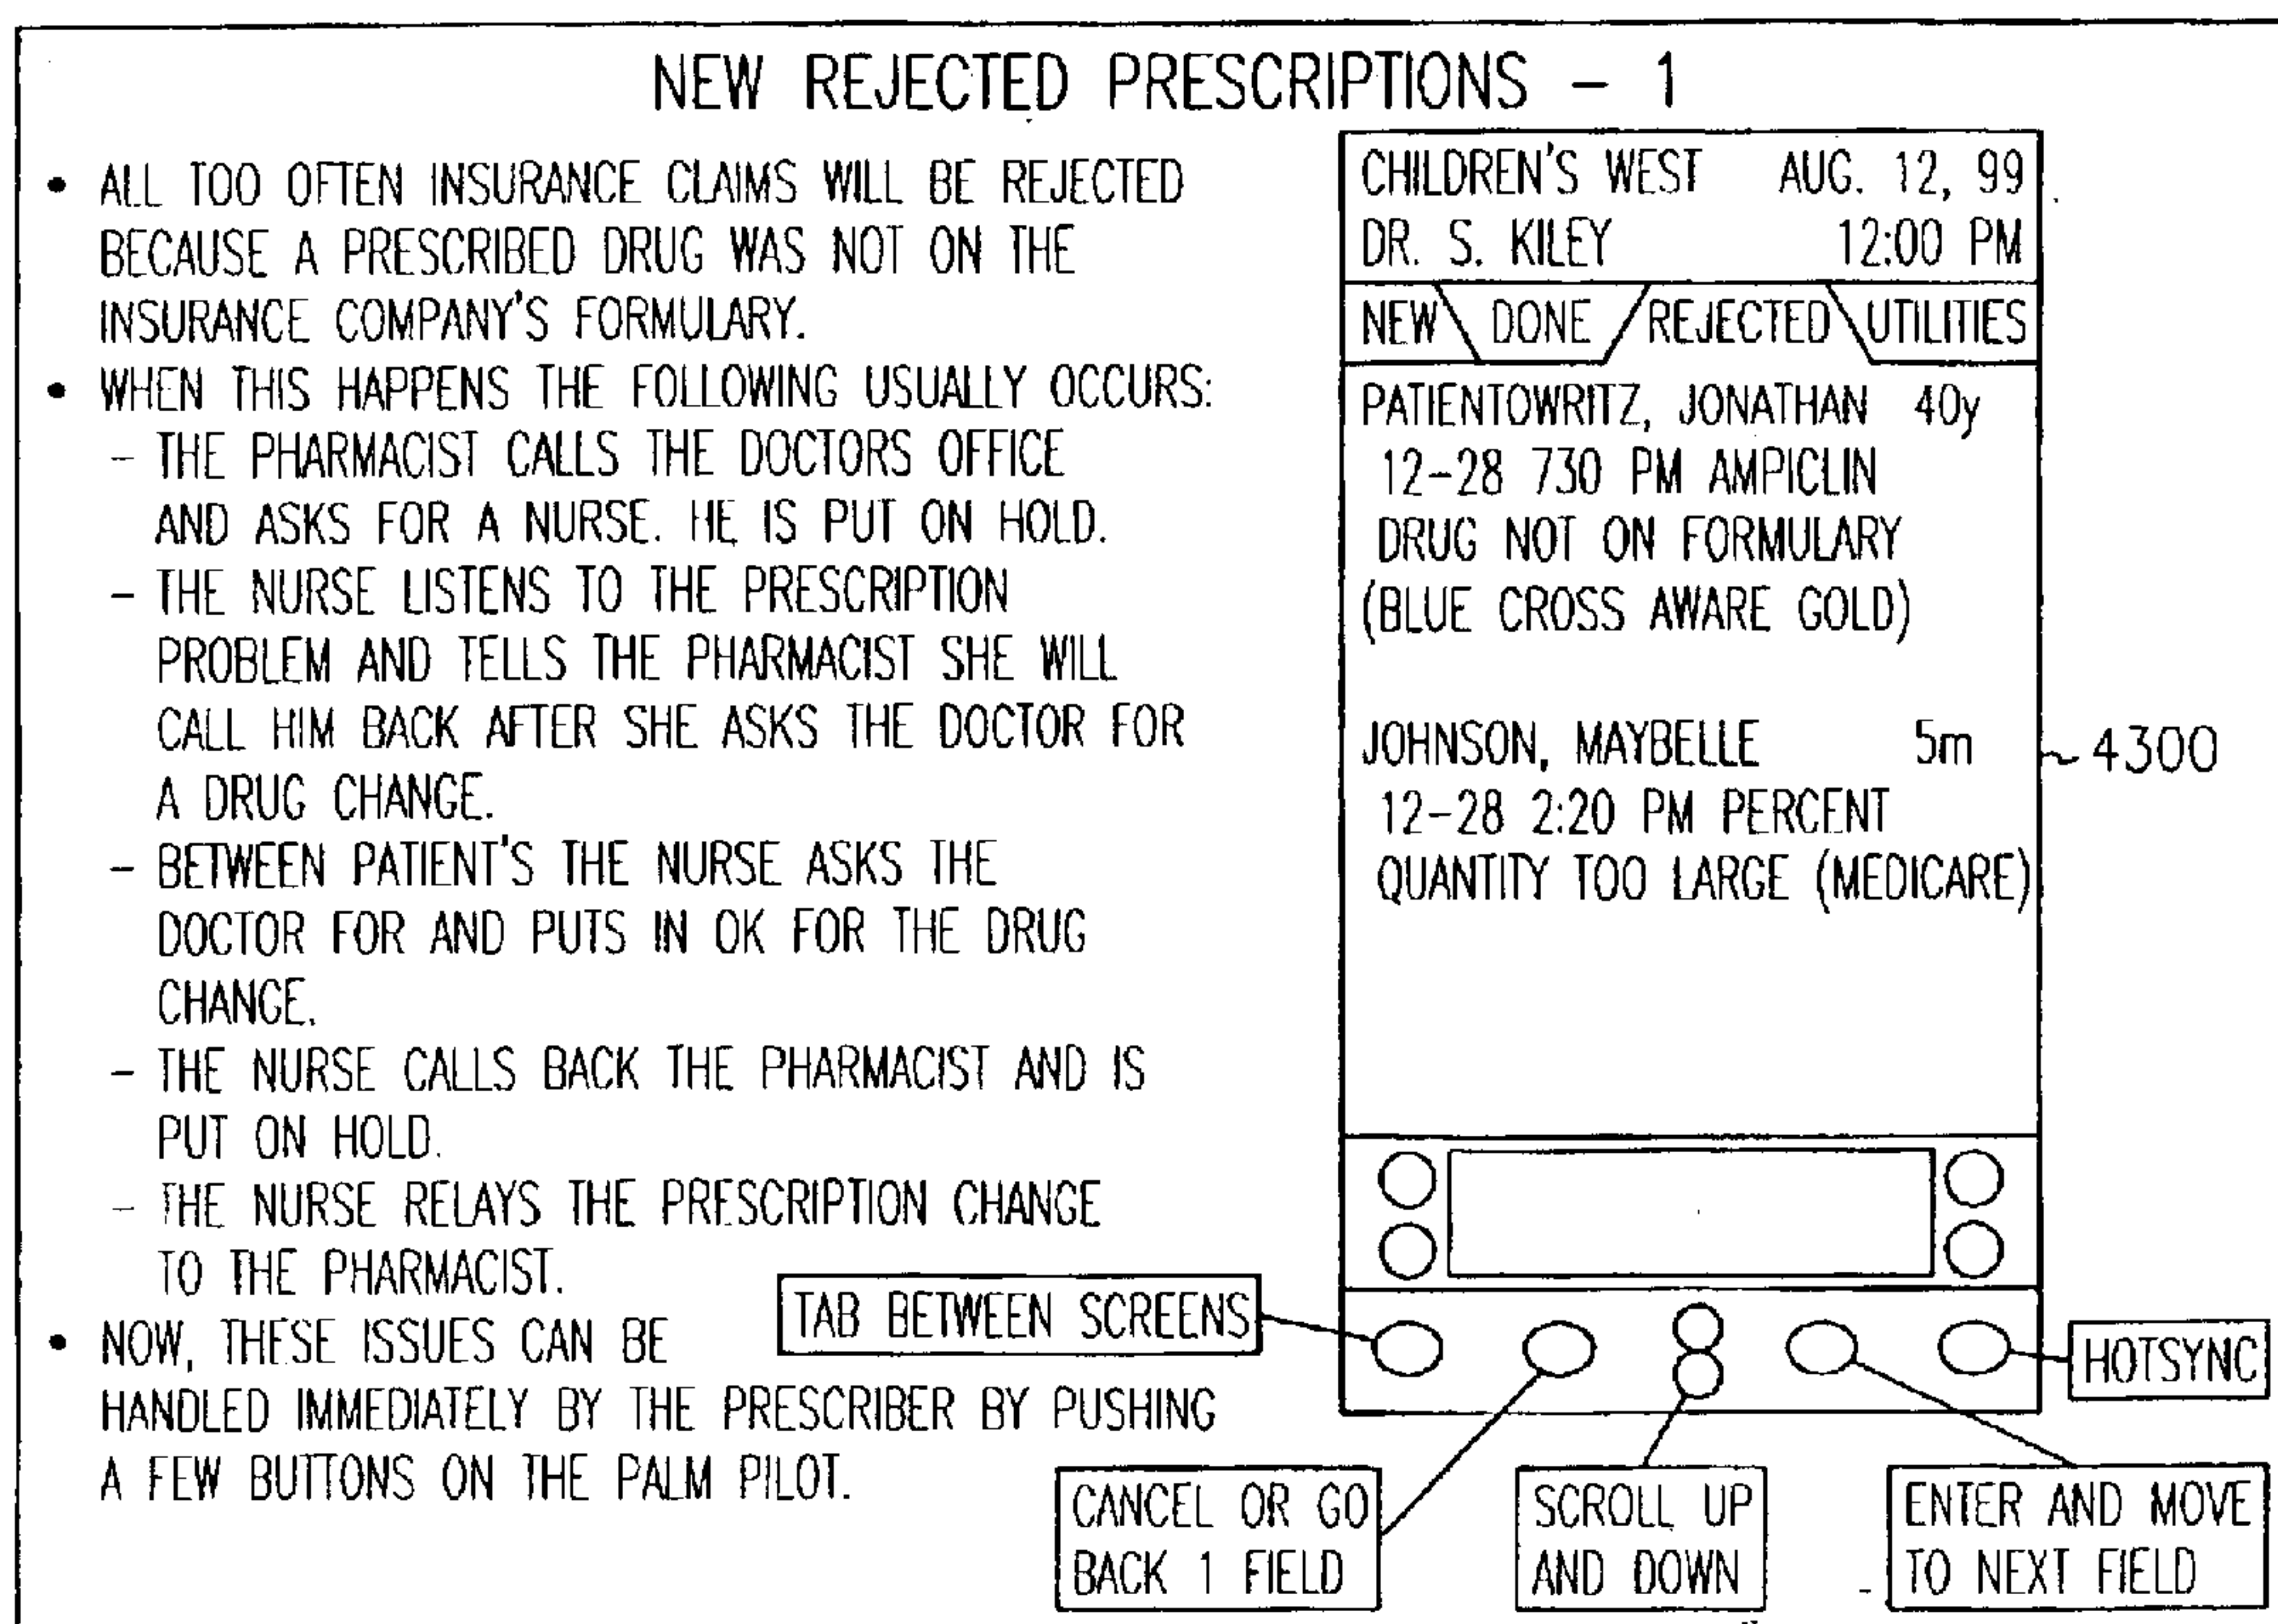 NEW REJECTED PRESCRIPTIONS – 1
• ALL TOO OFTEN INSURANCE CLAIMS WILL BE REJECTED
BECAUSE A PRESCRIBED DRUG WAS NOT ON THE
INSURANCE COMPANY'S FORMULARY.
• WHEN THIS HAPPENS THE FOLLOWING USUALLY OCCURS:
– THE PHARMACIST CALLS THE DOCTORS OFFICE
AND ASKS FOR A NURSE. HE IS PUT ON HOLD.
– THE NURSE LISTENS TO THE PRESCRIPTION
PROBLEM AND TELLS THE PHARMACIST SHE WILL
CALL HIM BACK AFTER SHE ASKS THE DOCTOR FOR
A DRUG CHANGE.
– BETWEEN PATIENT'S THE NURSE ASKS THE
DOCTOR FOR AND PUTS IN OK FOR THE DRUG
CHANGE.
– THE NURSE CALLS BACK THE PHARMACIST AND IS
PUT ON HOLD.
– THE NURSE RELAYS THE PRESCRIPTION CHANGE
TO THE PHARMACIST.
• NOW, THESE ISSUES CAN BE
HANDLED IMMEDIATELY BY THE PRESCRIBER BY PUSHING
A FEW BUTTONS ON THE PALM PILOT.
CHILDREN'S WEST AUG. 12, 99
DR. S. KILEY 12:00 PM
NEW DONE REJECTED UTILITIES
PATIENTOWRITZ, JONATHAN 40y
12–28 730 PM AMPICLIN
DRUG NOT ON FORMULARY
(BLUE CROSS AWARE GOLD)
JOHNSON, MAYBELLE 5m
12–28 2:20 PM PERCENT
QUANTITY TOO LARGE (MEDICARE)
4300
TAB BETWEEN SCREENS
HOTSYNC
CANCEL OR GO
BACK 1 FIELD
SCROLL UP
AND DOWN
ENTER AND MOVE
TO NEXT FIELD